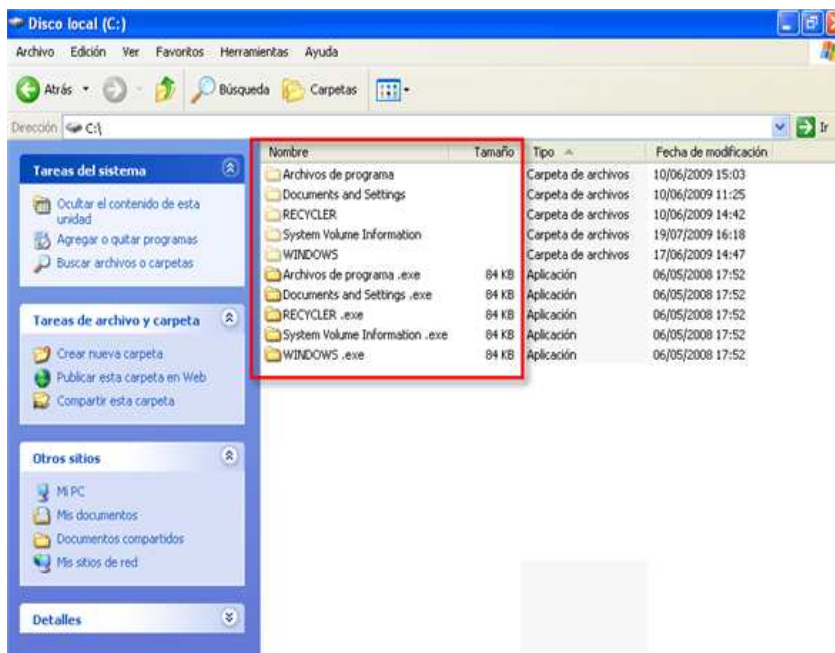 Disco local (C:)
Archivo Edición Ver Favoritos Herramientas Ayuda
Atrás Búsqueda Carpetas
Dirección C:\ Ir
Tareas del sistema
Ocultar el contenido de esta
unidad
Agregar o quitar programas
Buscar archivos o carpetas
Tareas de archivo y carpeta
Crear nueva carpeta
Publicar esta carpeta en Web
Compartir esta carpeta
Otros sitios
Mi PC
Mis documentos
Documentos compartidos
Mis sitios de red
Detalles
Nombre Tamaño Tipo Fecha de modificación
Archivos de programa Carpeta de archivos 10/06/2009 15:03
Documents and Settings Carpeta de archivos 10/06/2009 11:25
RECYCLER Carpeta de archivos 10/06/2009 14:42
System Volume Information Carpeta de archivos 19/07/2009 16:18
WINDOWS Carpeta de archivos 17/06/2009 14:47
Archivos de programa .exe 84 KB Aplicación 06/05/2008 17:52
Documents and Settings .exe 84 KB Aplicación 06/05/2008 17:52
RECYCLER .exe 84 KB Aplicación 06/05/2008 17:52
System Volume Information .exe 84 KB Aplicación 06/05/2008 17:52
WINDOWS .exe 84 KB Aplicación 06/05/2008 17:52